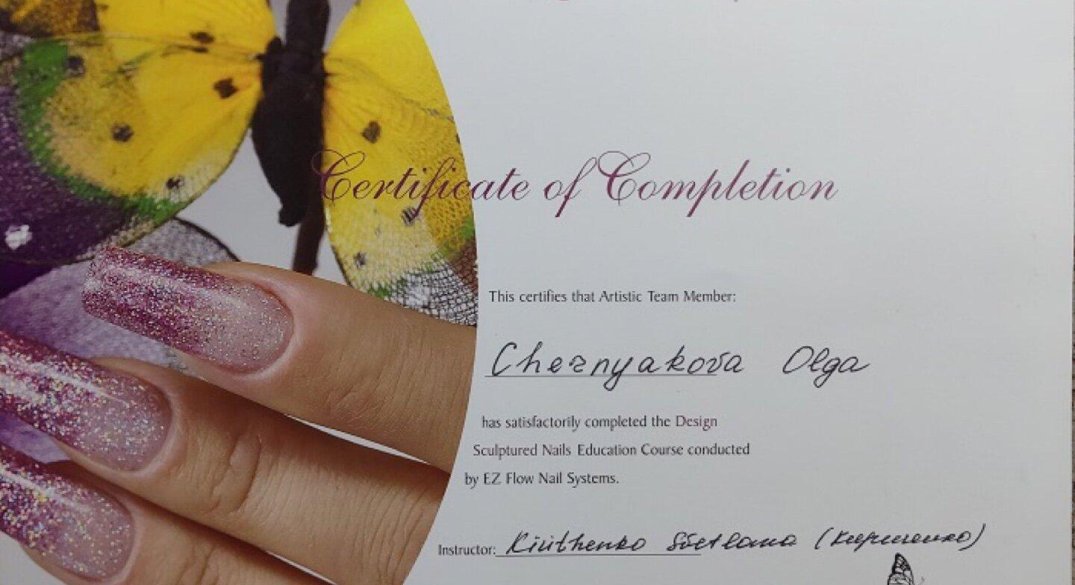 Certificate of Completion
This certifies that Artistic Team Member:
Chernyakova Olga
has satisfactorily completed the Design
Sculptured Nails Education Course conducted
by EZ Flow Nail Systems.
Instructor: Svetlana